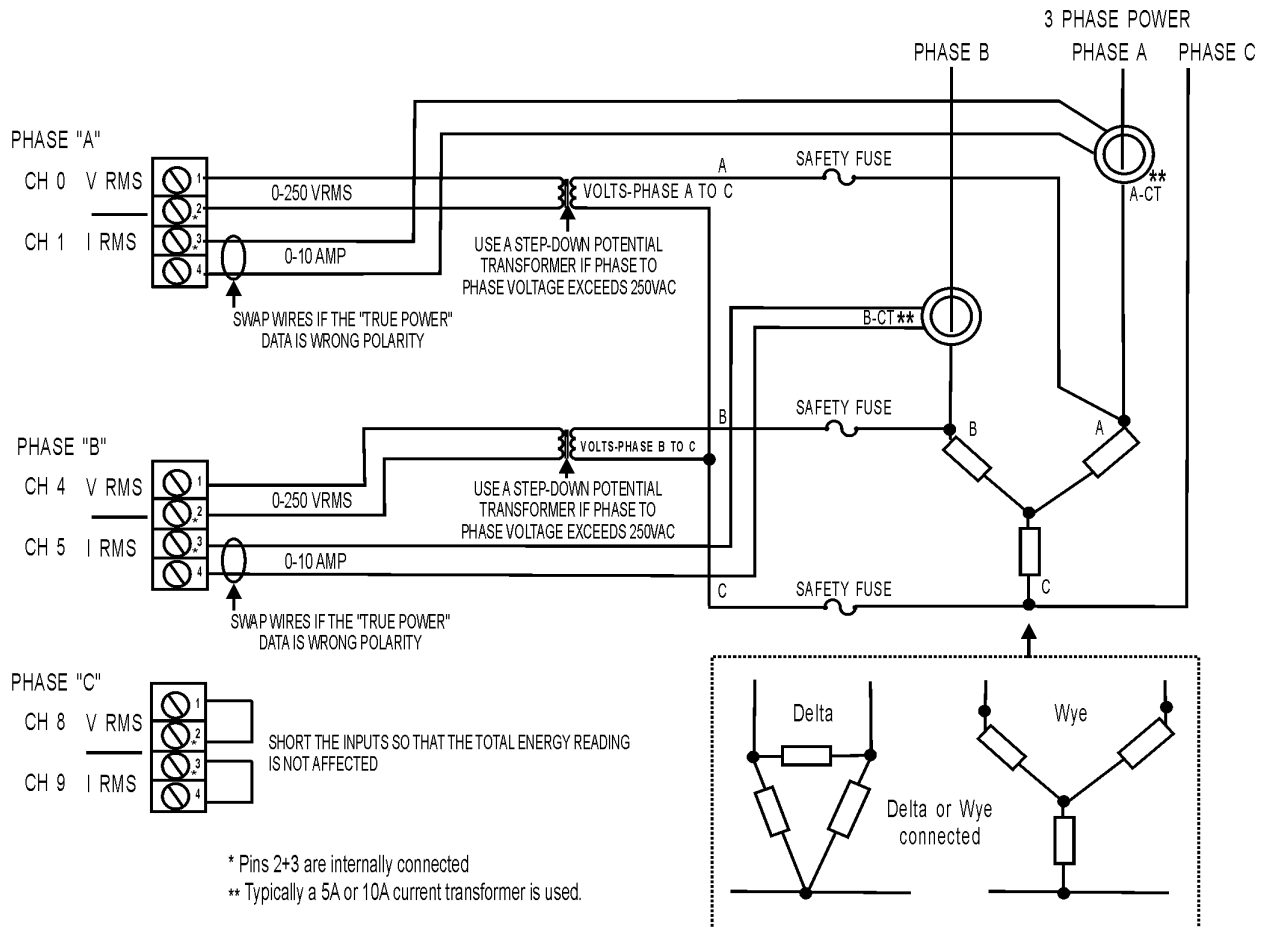 3 PHASE POWER
PHASE B
PHASE A
PHASE C
PHASE "A"
CH 0 V RMS
1
2
*
CH 1 I RMS
3
*
4
0-250 VRMS
0-10 AMP
SWAP WIRES IF THE "TRUE POWER"
DATA IS WRONG POLARITY
VOLTS-PHASE A TO C
A
SAFETY FUSE
USE A STEP-DOWN POTENTIAL
TRANSFORMER IF PHASE TO
PHASE VOLTAGE EXCEEDS 250VAC
**
A-CT
B-CT **
PHASE "B"
CH 4 V RMS
1
2
*
CH 5 I RMS
3
*
4
0-250 VRMS
0-10 AMP
SWAP WIRES IF THE "TRUE POWER"
DATA IS WRONG POLARITY
VOLTS-PHASE B TO C
B
SAFETY FUSE
USE A STEP-DOWN POTENTIAL
TRANSFORMER IF PHASE TO
PHASE VOLTAGE EXCEEDS 250VAC
B
A
C
C
SAFETY FUSE
PHASE "C"
CH 8 V RMS
1
2
*
CH 9 I RMS
3
*
4
SHORT THE INPUTS SO THAT THE TOTAL ENERGY READING
IS NOT AFFECTED
Delta
Wye
Delta or Wye
connected
* Pins 2+3 are internally connected
** Typically a 5A or 10A current transformer is used.